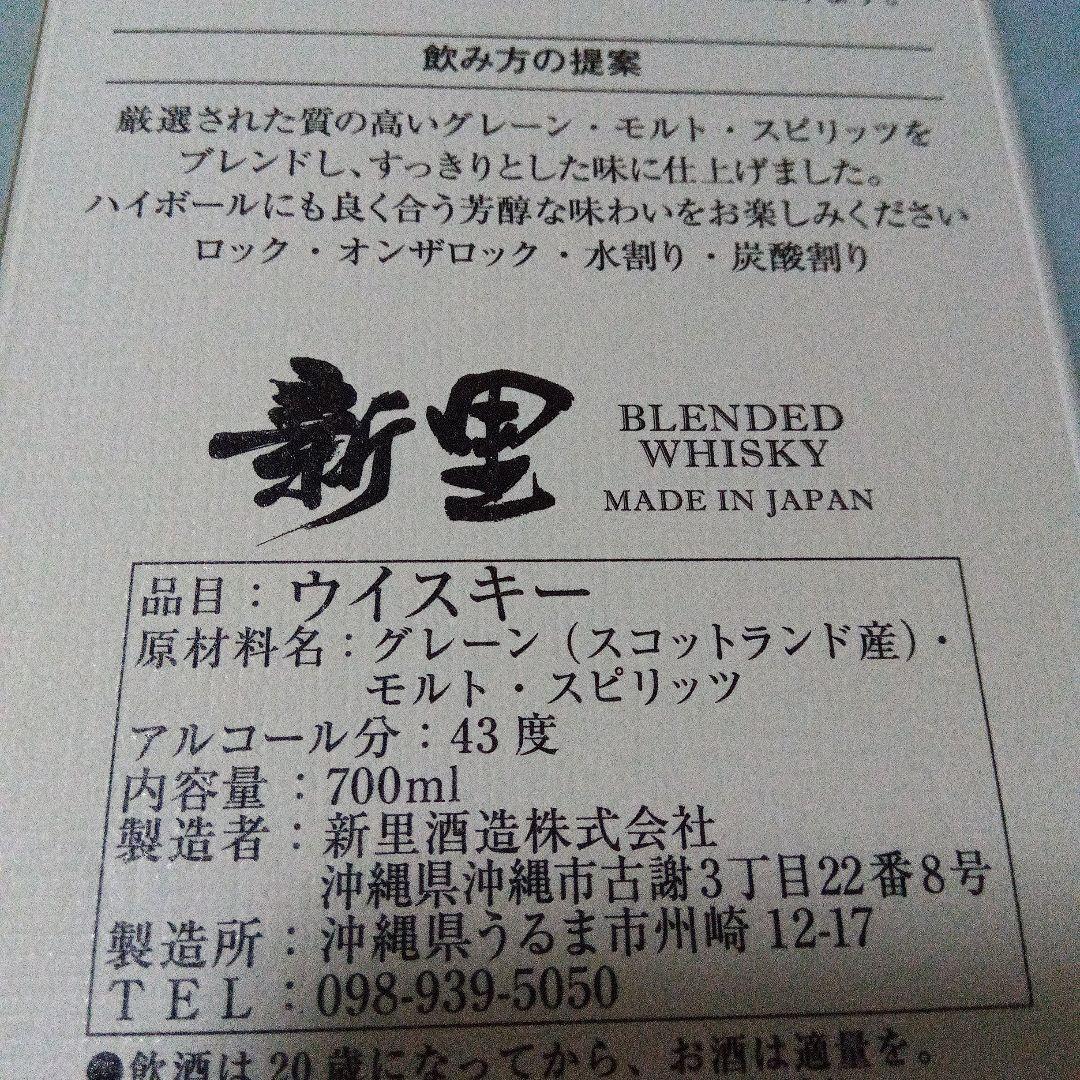 飲み方の提案
厳選された質の高いグレーン・モルト・スピリッツを
ブレンドし、すっきりとした味に仕上げました。
ハイボールにも良く合う芳醇な味わいをお楽しみください
ロック・オンザロック・水割り・炭酸割り
新里
BLENDED
WHISKY
MADE IN JAPAN
品目：ウイスキー
原材料名：グレーン（スコットランド産）・
モルト・スピリッツ
アルコール分：43度
内容量：700ml
製造者：新里酒造株式会社
沖縄県沖縄市古謝3丁目22番8号
製造所：沖縄県うるま市州崎 12-17
TEL：098-939-5050
●飲酒は20歳になってから、お酒は適量を。